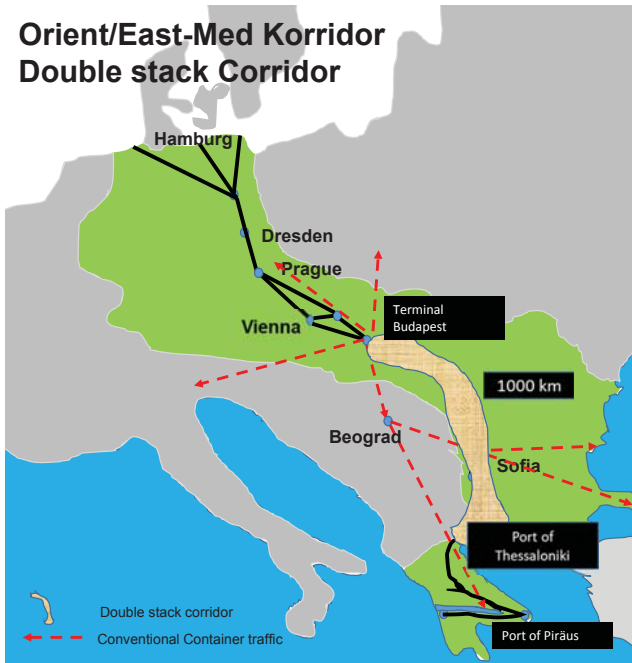 Orient/East-Med Korridor
Double stack Corridor
Hamburg
Dresden
Prague
Vienna
Terminal
Budapest
1000 km
Beograd
Sofia
Port of
Thessaloniki
Double stack corridor
Conventional Container traffic
Port of Piräus